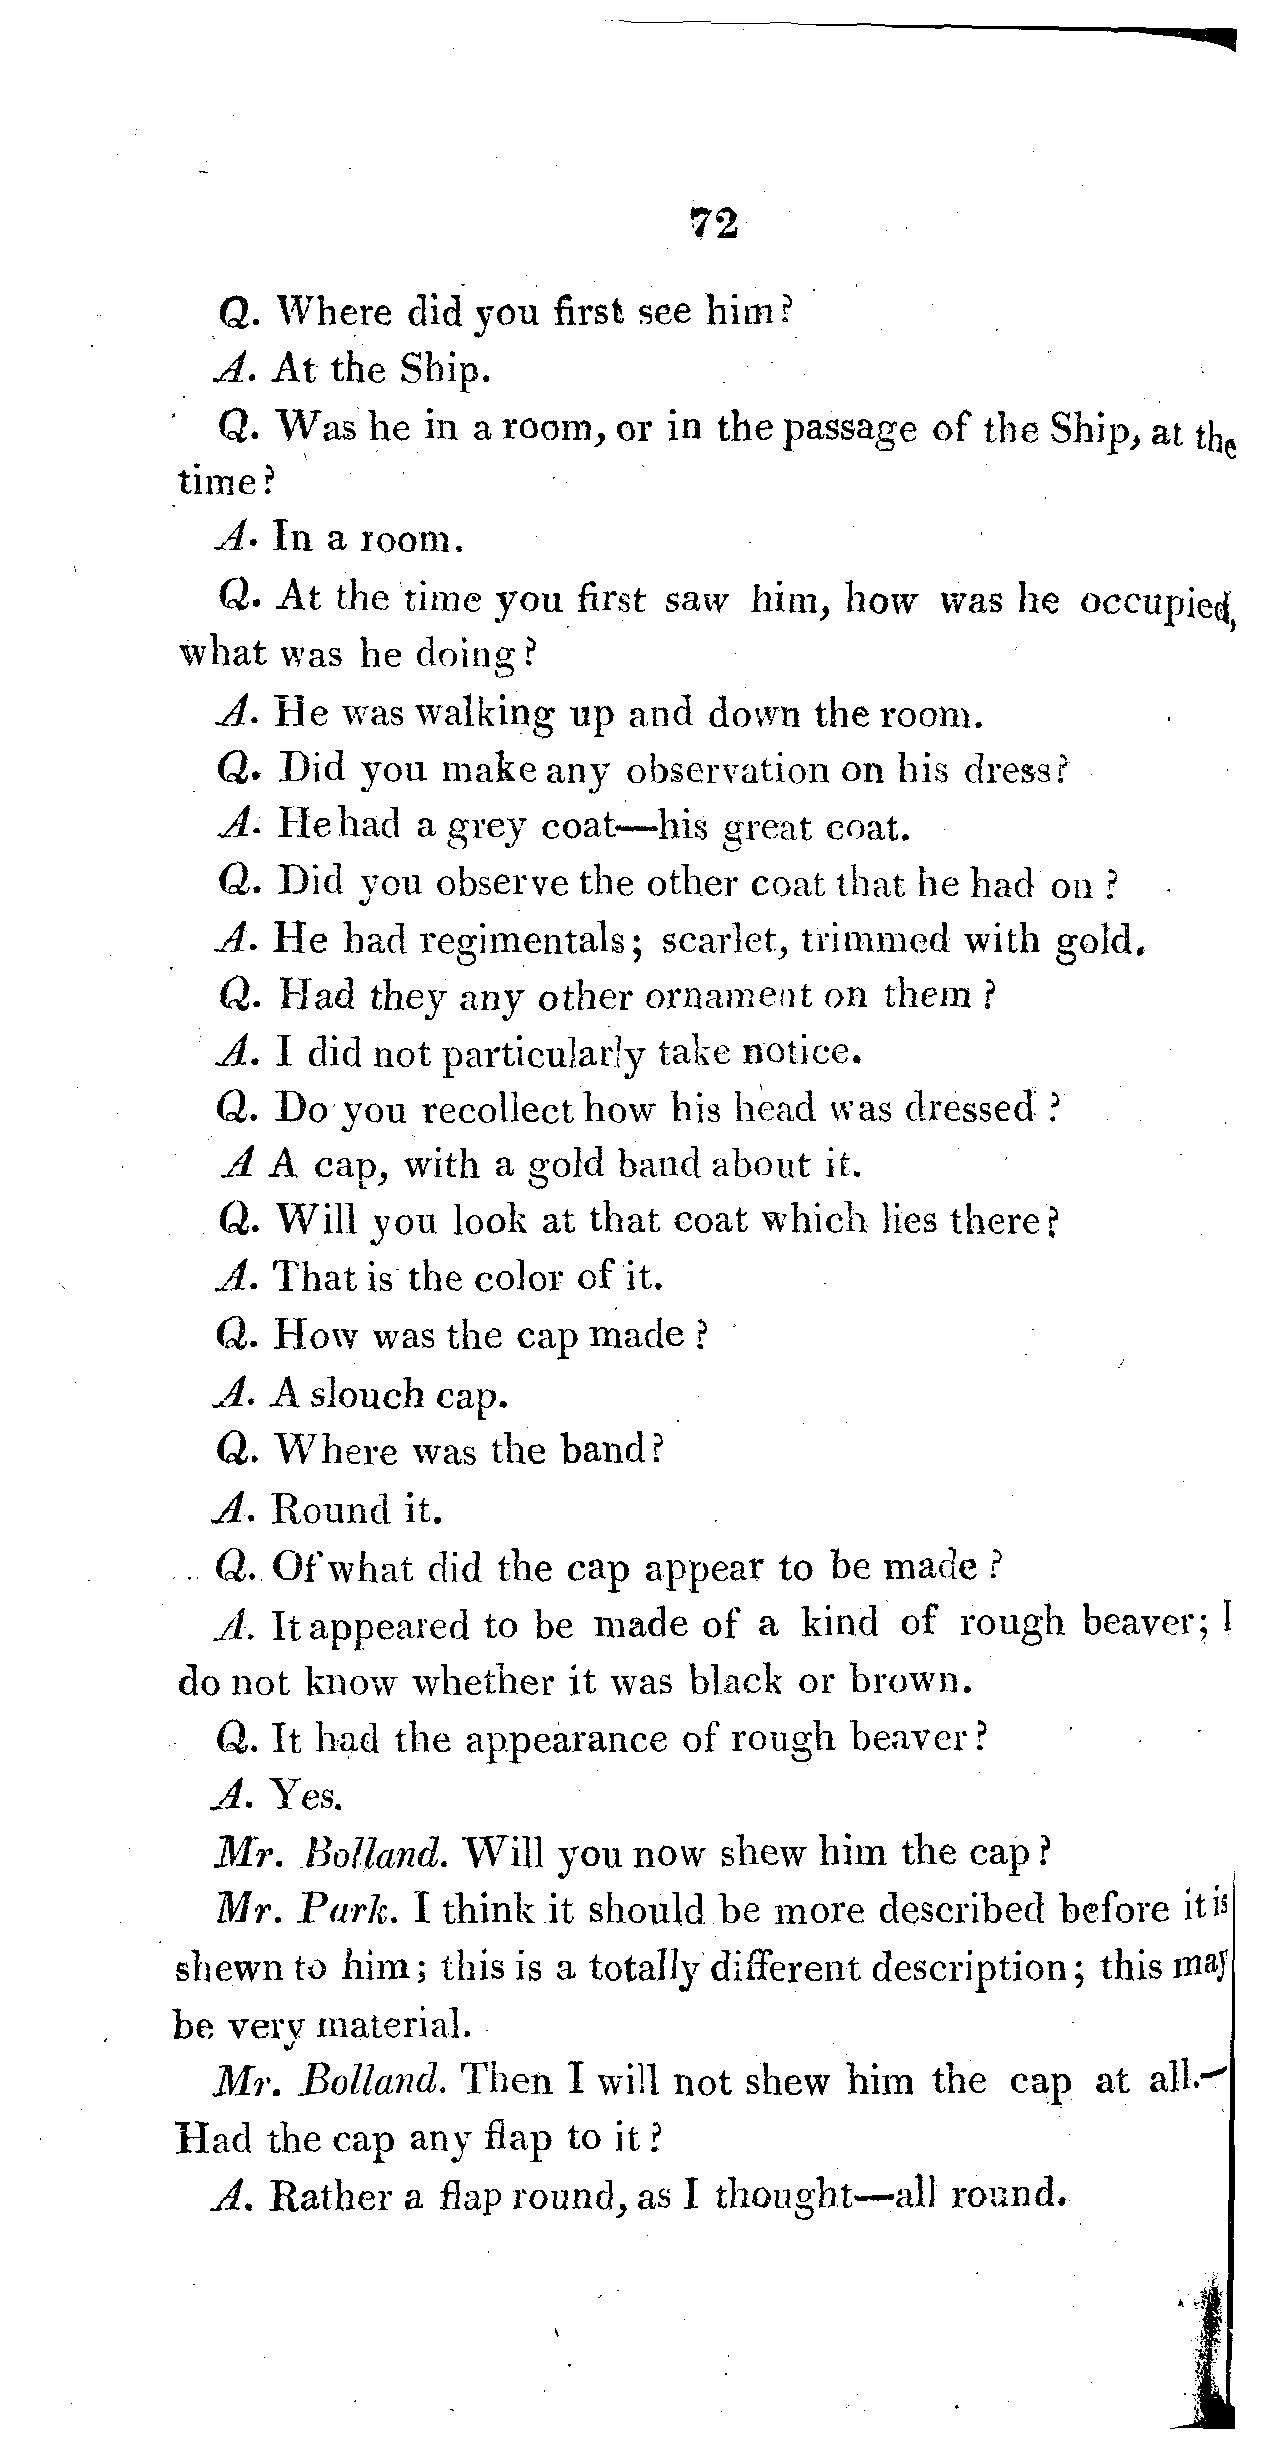 72
Q. Where did you first see him?
A. At the Ship.
Q. Was he in a room, or in the passage of the Ship, at the
time?
A. In a room.
Q. At the time you first saw him, how was he occupied,
what was he doing?
A. He was walking up and down the room.
Q. Did you make any observation on his dress?
A. He had a grey coat—his great coat.
Q. Did you observe the other coat that he had on?
A. He had regimentals; scarlet, trimmed with gold.
Q. Had they any other ornament on them?
A. I did not particularly take notice.
Q. Do you recollect how his head was dressed?
A A cap, with a gold band about it.
Q. Will you look at that coat which lies there?
A. That is the color of it.
Q. How was the cap made?
A. A slouch cap.
Q. Where was the band?
A. Round it.
Q. Of what did the cap appear to be made?
A. It appeared to be made of a kind of rough beaver; I
do not know whether it was black or brown.
Q. It had the appearance of rough beaver?
A. Yes.
Mr. Bolland. Will you now shew him the cap?
Mr. Park. I think it should be more described before it is
shewn to him; this is a totally different description; this may
be very material.
Mr. Bolland. Then I will not shew him the cap at all.—
Had the cap any flap to it?
A. Rather a flap round, as I thought—all round.